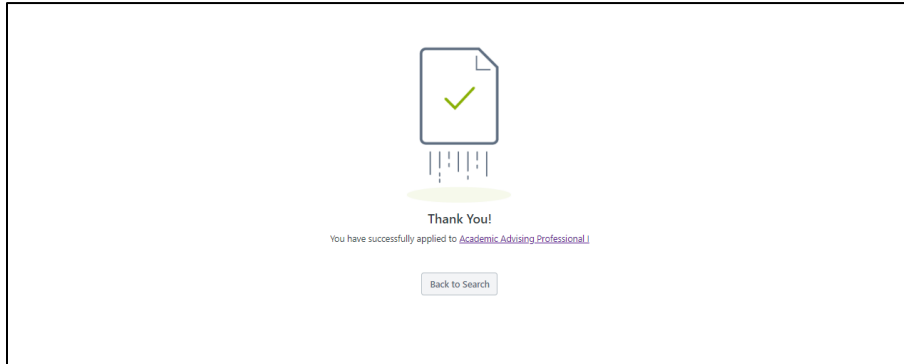 Thank You!
You have successfully applied to Academic Advising Professional I
Back to Search